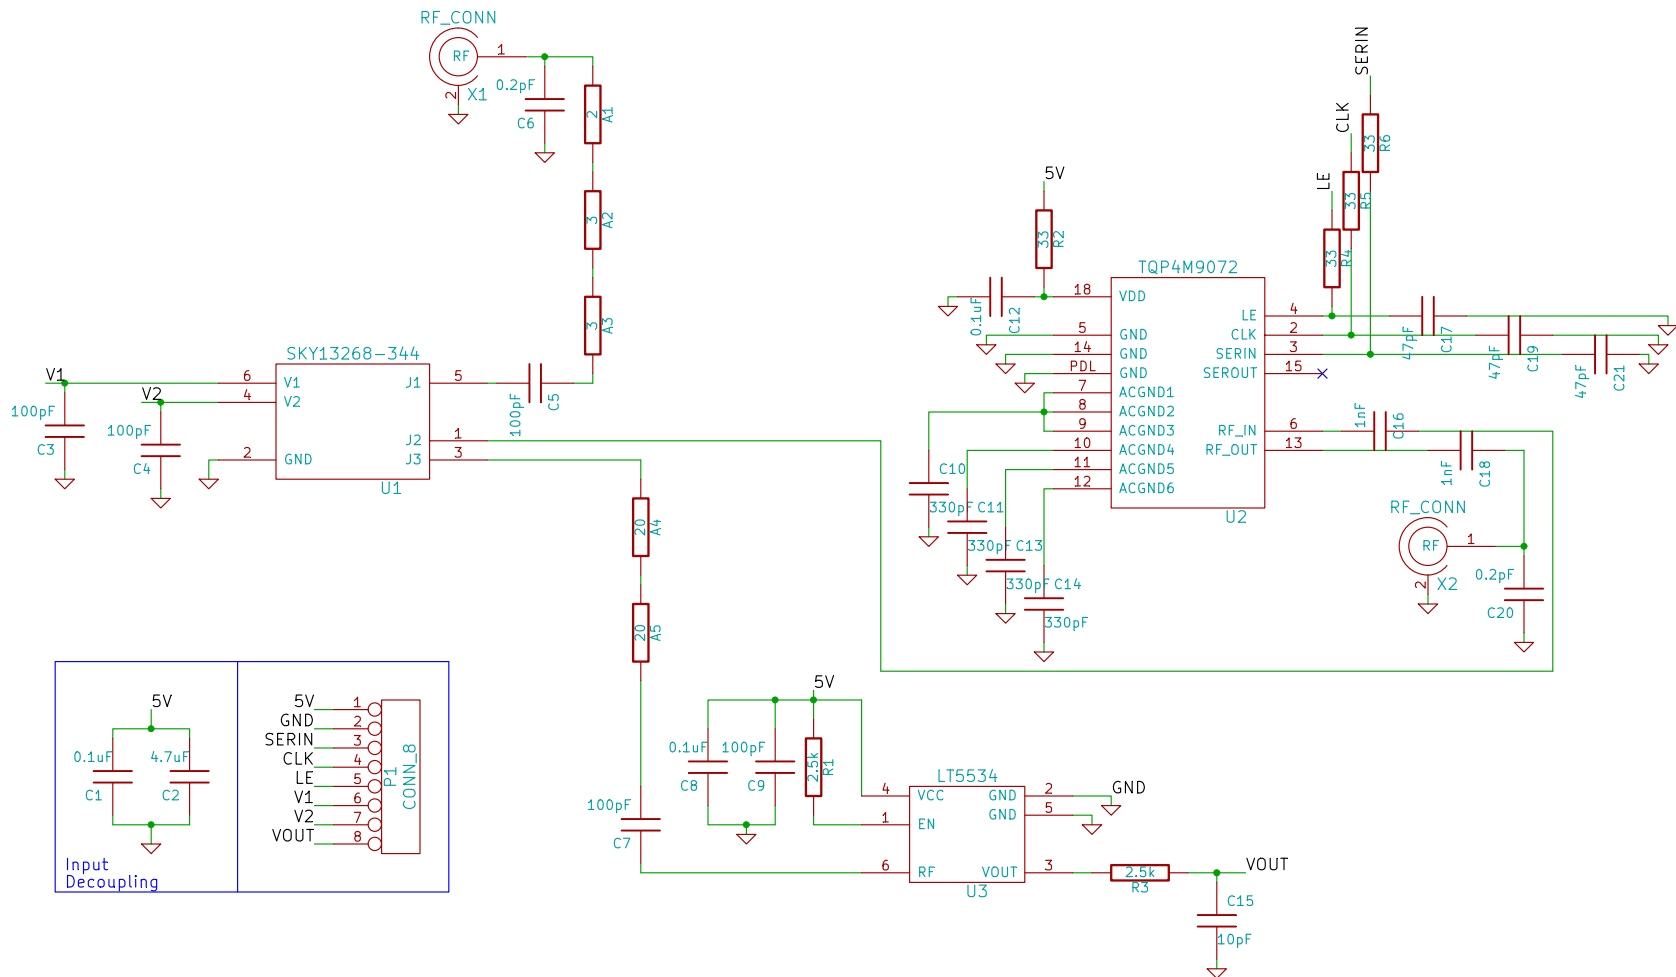 RF_CONN
RF
1
2
X1
0.2pF
C6
2
A1
3
A2
3
A3
SKY13268-344
V1
V2
6
4
2
V1
V2
GND
J1
J2
J3
5
1
3
U1
100pF
C3
100pF
C4
100pF
C5
20
A4
20
A5
100pF
C7
5V
0.1uF
C1
4.7uF
C2
Input
Decoupling
5V
GND
SERIN
CLK
LE
V1
V2
VOUT
1
2
3
4
5
6
7
8
P1
CONN_8
5V
0.1uF
C8
100pF
C9
2.5k
R1
LT5534
4
1
6
VCC
EN
RF
GND
GND
VOUT
2
5
3
U3
GND
2.5k
R3
VOUT
C15
10pF
5V
33
R2
0.1uF
C12
TQP4M9072
18
5
14
PDL
7
8
9
10
11
12
VDD
GND
GND
GND
ACGND1
ACGND2
ACGND3
ACGND4
ACGND5
ACGND6
LE
CLK
SERIN
SEROUT
RF_IN
RF_OUT
4
2
3
15
6
13
U2
C10
330pF
C11
330pF
C13
330pF
C14
330pF
LE
CLK
SERIN
33
R4
33
R5
33
R6
47pF
C17
47pF
C19
47pF
C21
1nF
C16
1nF
C18
RF_CONN
RF
1
2
X2
0.2pF
C20